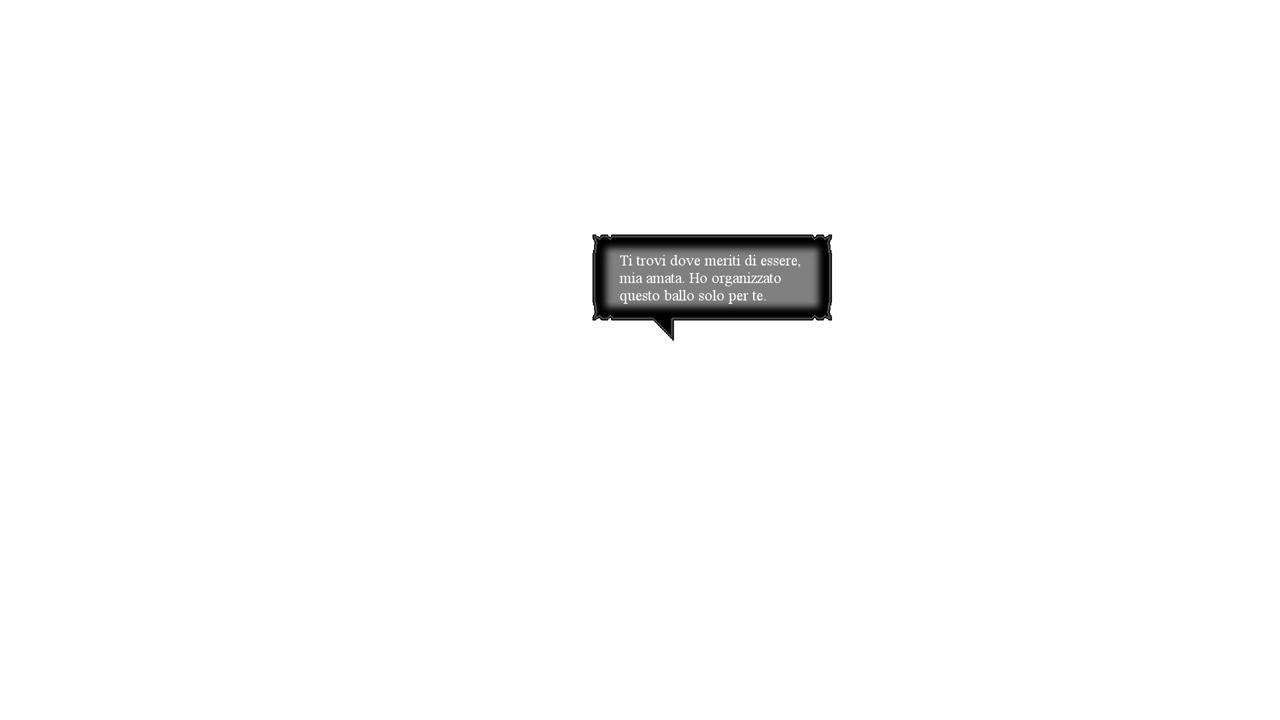 Ti trovi dove meriti di essere,
mia amata. Ho organizzato
questo ballo solo per te.